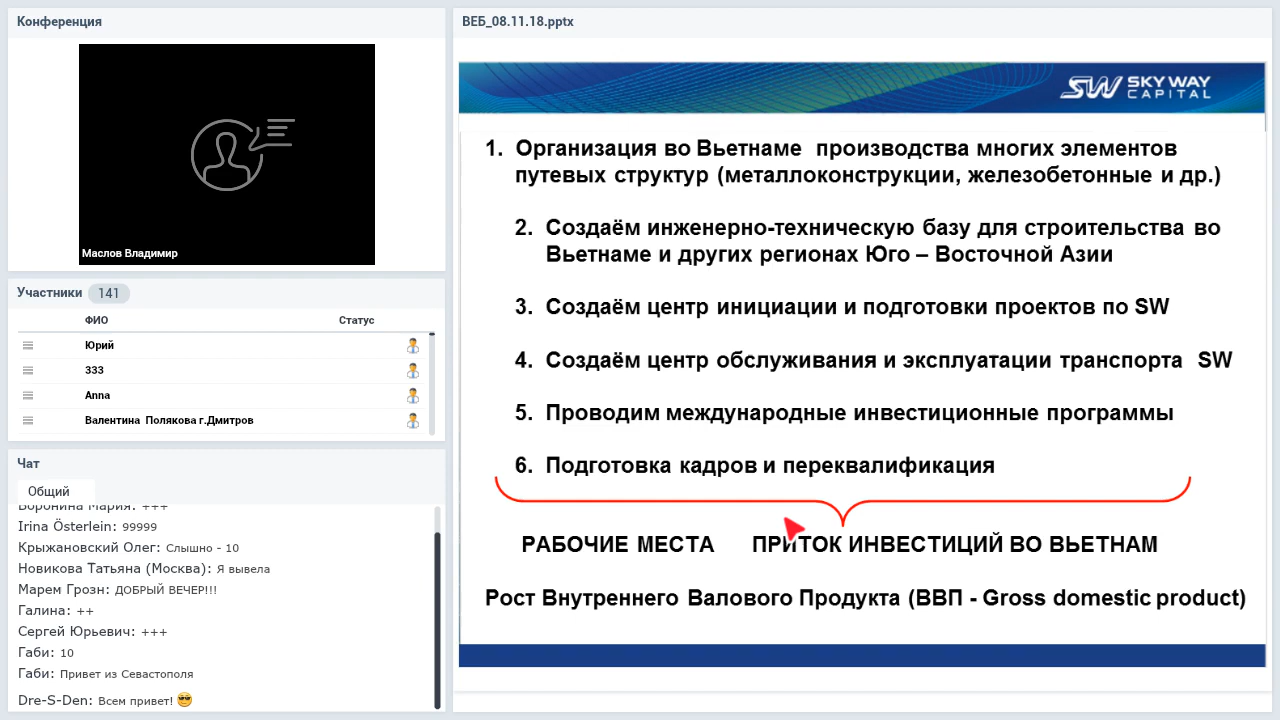 Конференция
Маслов Владимир
Участники 141
ФИО Статус
Юрий
333
Anna
Валентина Полякова г.Дмитров
Чат
Общий
Воронина Мария: +++
Irina Österlein: 99999
Крыжановский Олег: Слышно - 10
Новикова Татьяна (Москва): Я вывела
Марем Грозн: ДОБРЫЙ ВЕЧЕР!!!
Галина: ++
Сергей Юрьевич: +++
Габи: 10
Габи: Привет из Севастополя
Dre-S-Den: Всем привет! 😎
ВЕБ_08.11.18.pptx
SW SKY WAY
CAPITAL
1. Организация во Вьетнаме производства многих элементов
путевых структур (металлоконструкции, железобетонные и др.)
2. Создаём инженерно-техническую базу для строительства во
Вьетнаме и других регионах Юго – Восточной Азии
3. Создаём центр инициации и подготовки проектов по SW
4. Создаём центр обслуживания и эксплуатации транспорта SW
5. Проводим международные инвестиционные программы
6. Подготовка кадров и переквалификация
РАБОЧИЕ МЕСТА ПРИТОК ИНВЕСТИЦИЙ ВО ВЬЕТНАМ
Рост Внутреннего Валового Продукта (ВВП - Gross domestic product)